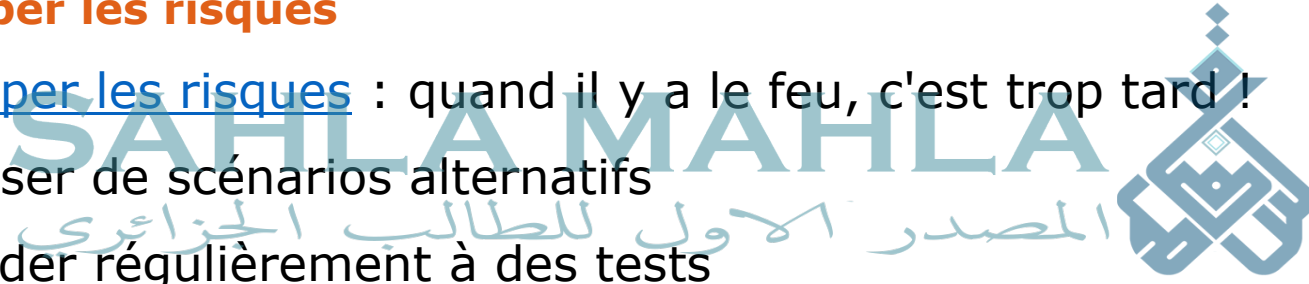 per les risques
per les risques : quand il y a le feu, c'est trop tard !
SAHLA MAHLA
ser de scénarios alternatifs
المصدر الاول للطالب الجزائري
der régulièrement à des tests